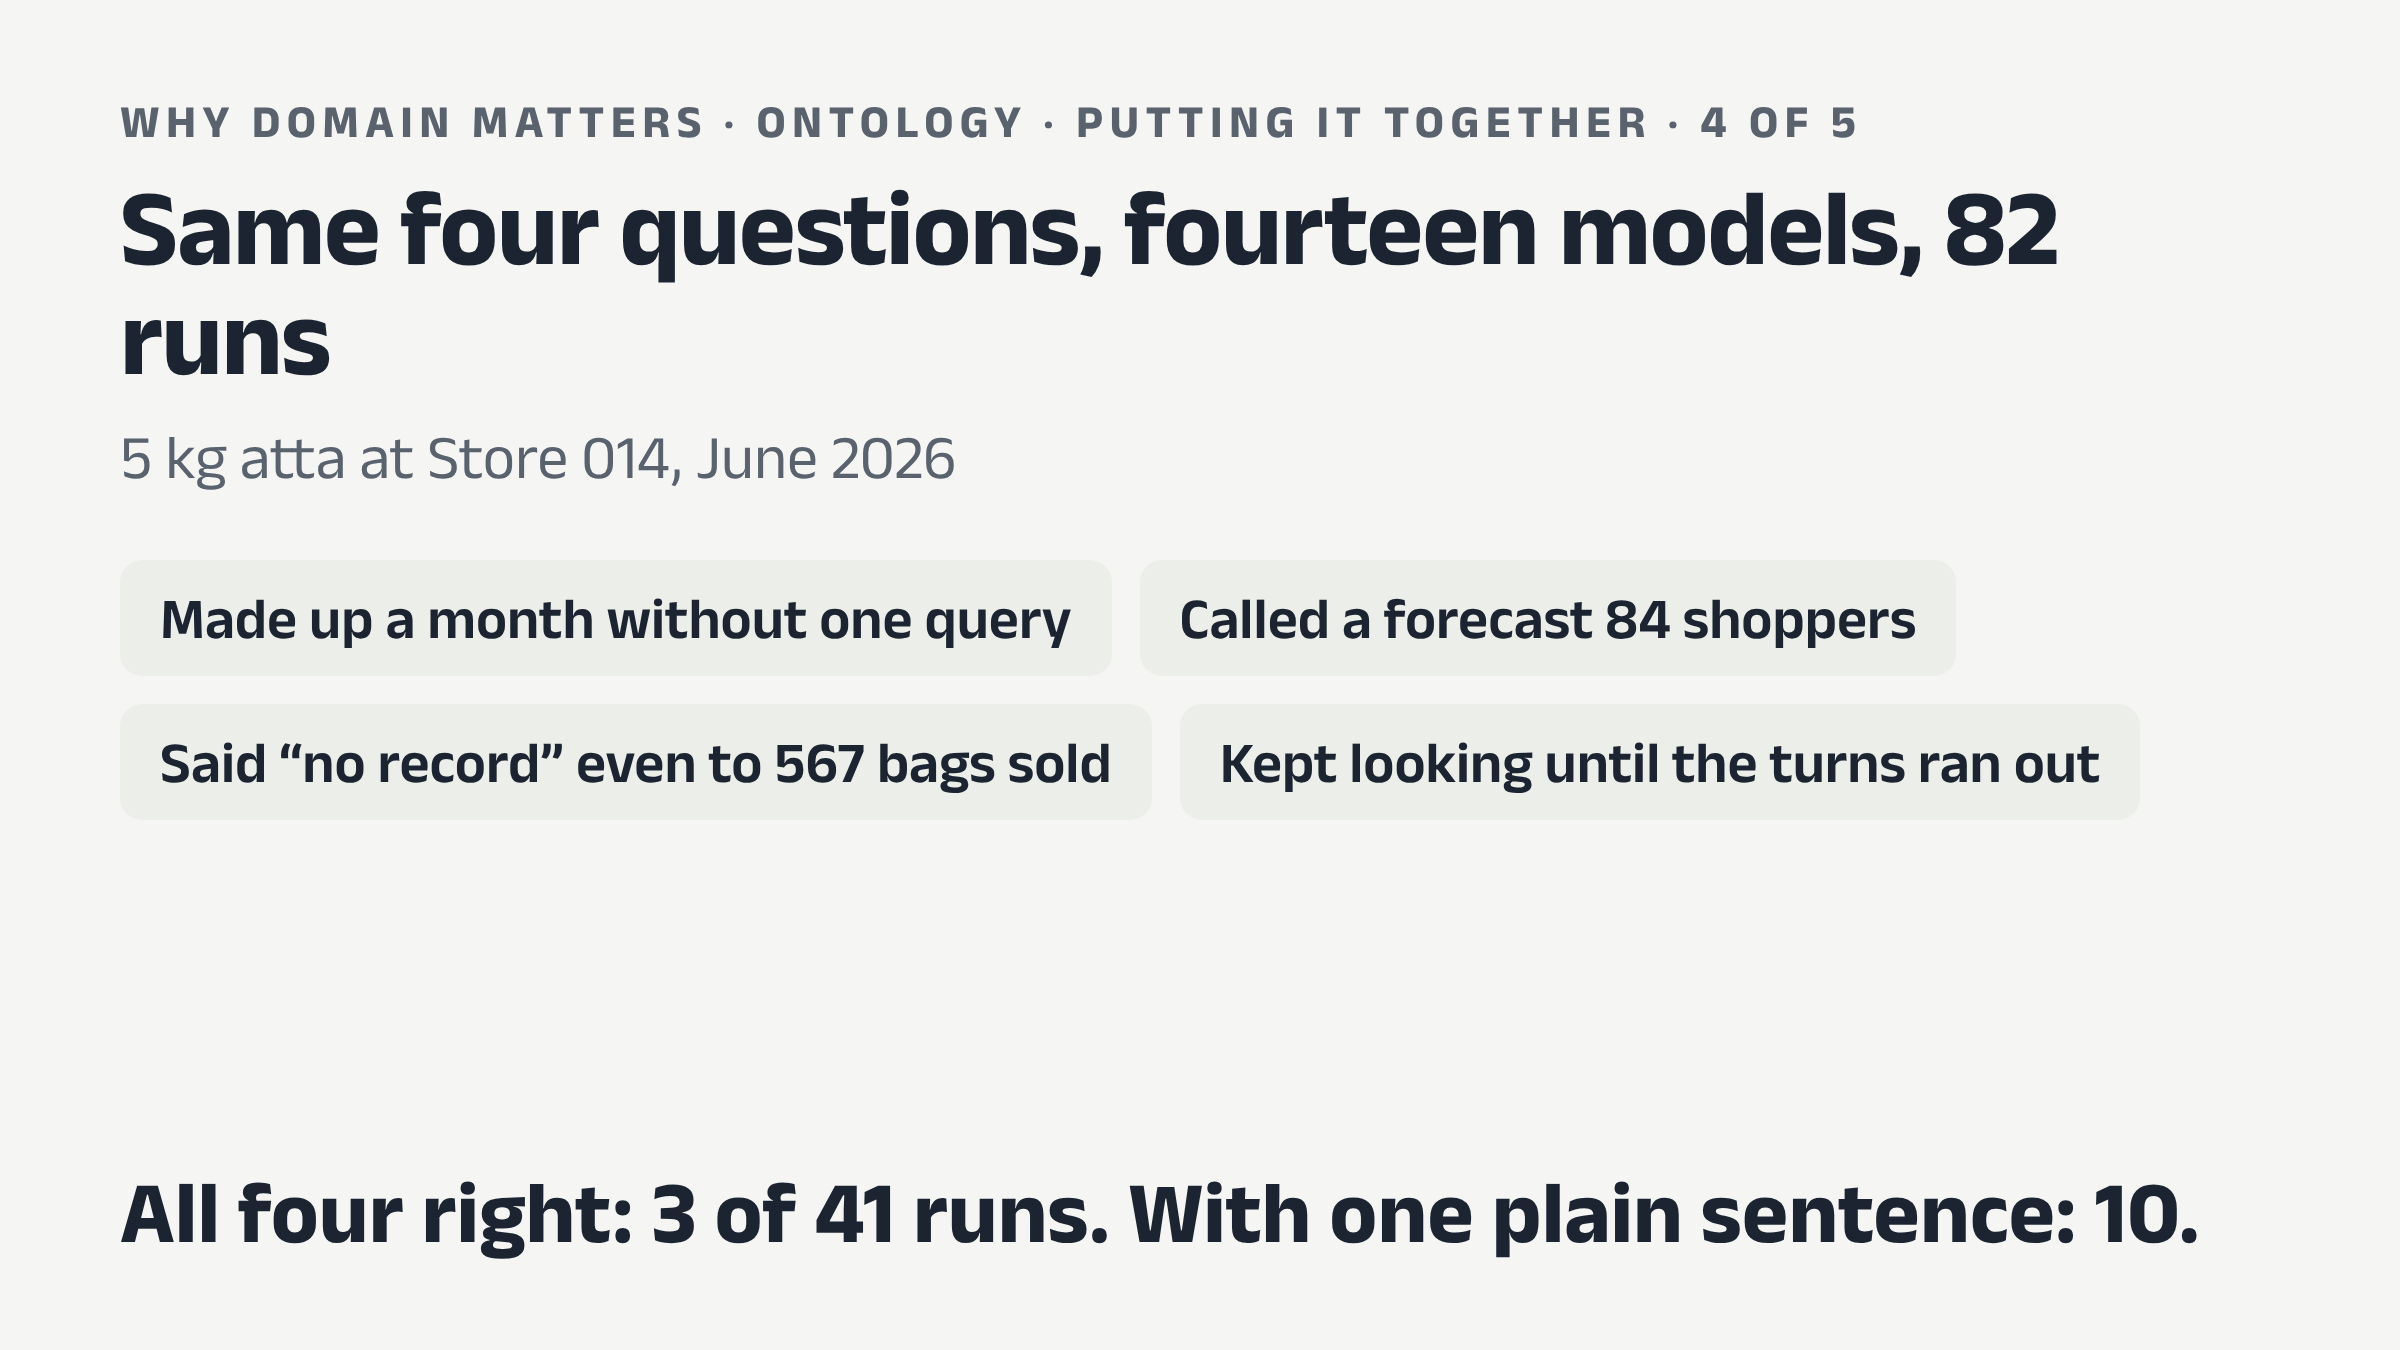 WHY DOMAIN MATTERS · ONTOLOGY · PUTTING IT TOGETHER · 4 OF 5
Same four questions, fourteen models, 82
runs
5 kg atta at Store 014, June 2026
Made up a month without one query
Called a forecast 84 shoppers
Said “no record” even to 567 bags sold
Kept looking until the turns ran out
All four right: 3 of 41 runs. With one plain sentence: 10.